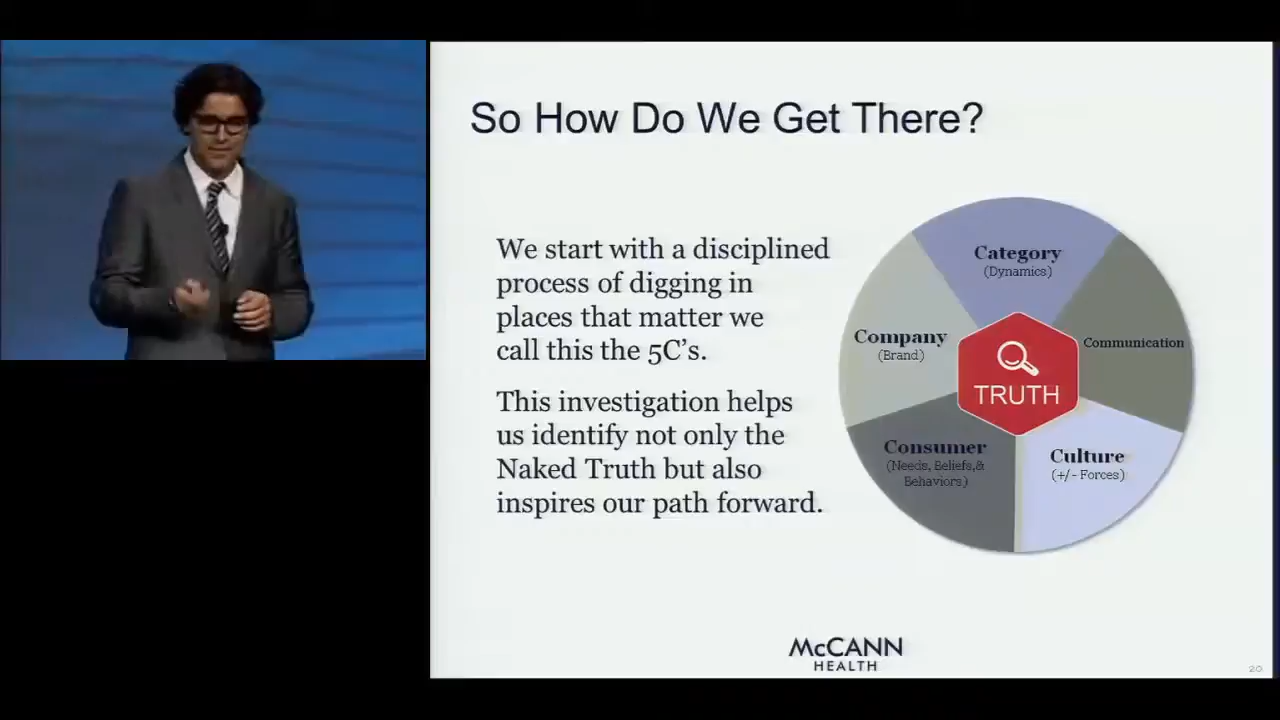 So How Do We Get There?
We start with a disciplined
process of digging in
places that matter we
call this the 5C's.
This investigation helps
us identify not only the
Naked Truth but also
inspires our path forward.
Category
(Dynamics)
Communication
Company
(Brand)
TRUTH
Consumer
(Needs, Beliefs,&
Behaviors)
Culture
(+/- Forces)
McCANN
HEALTH
20